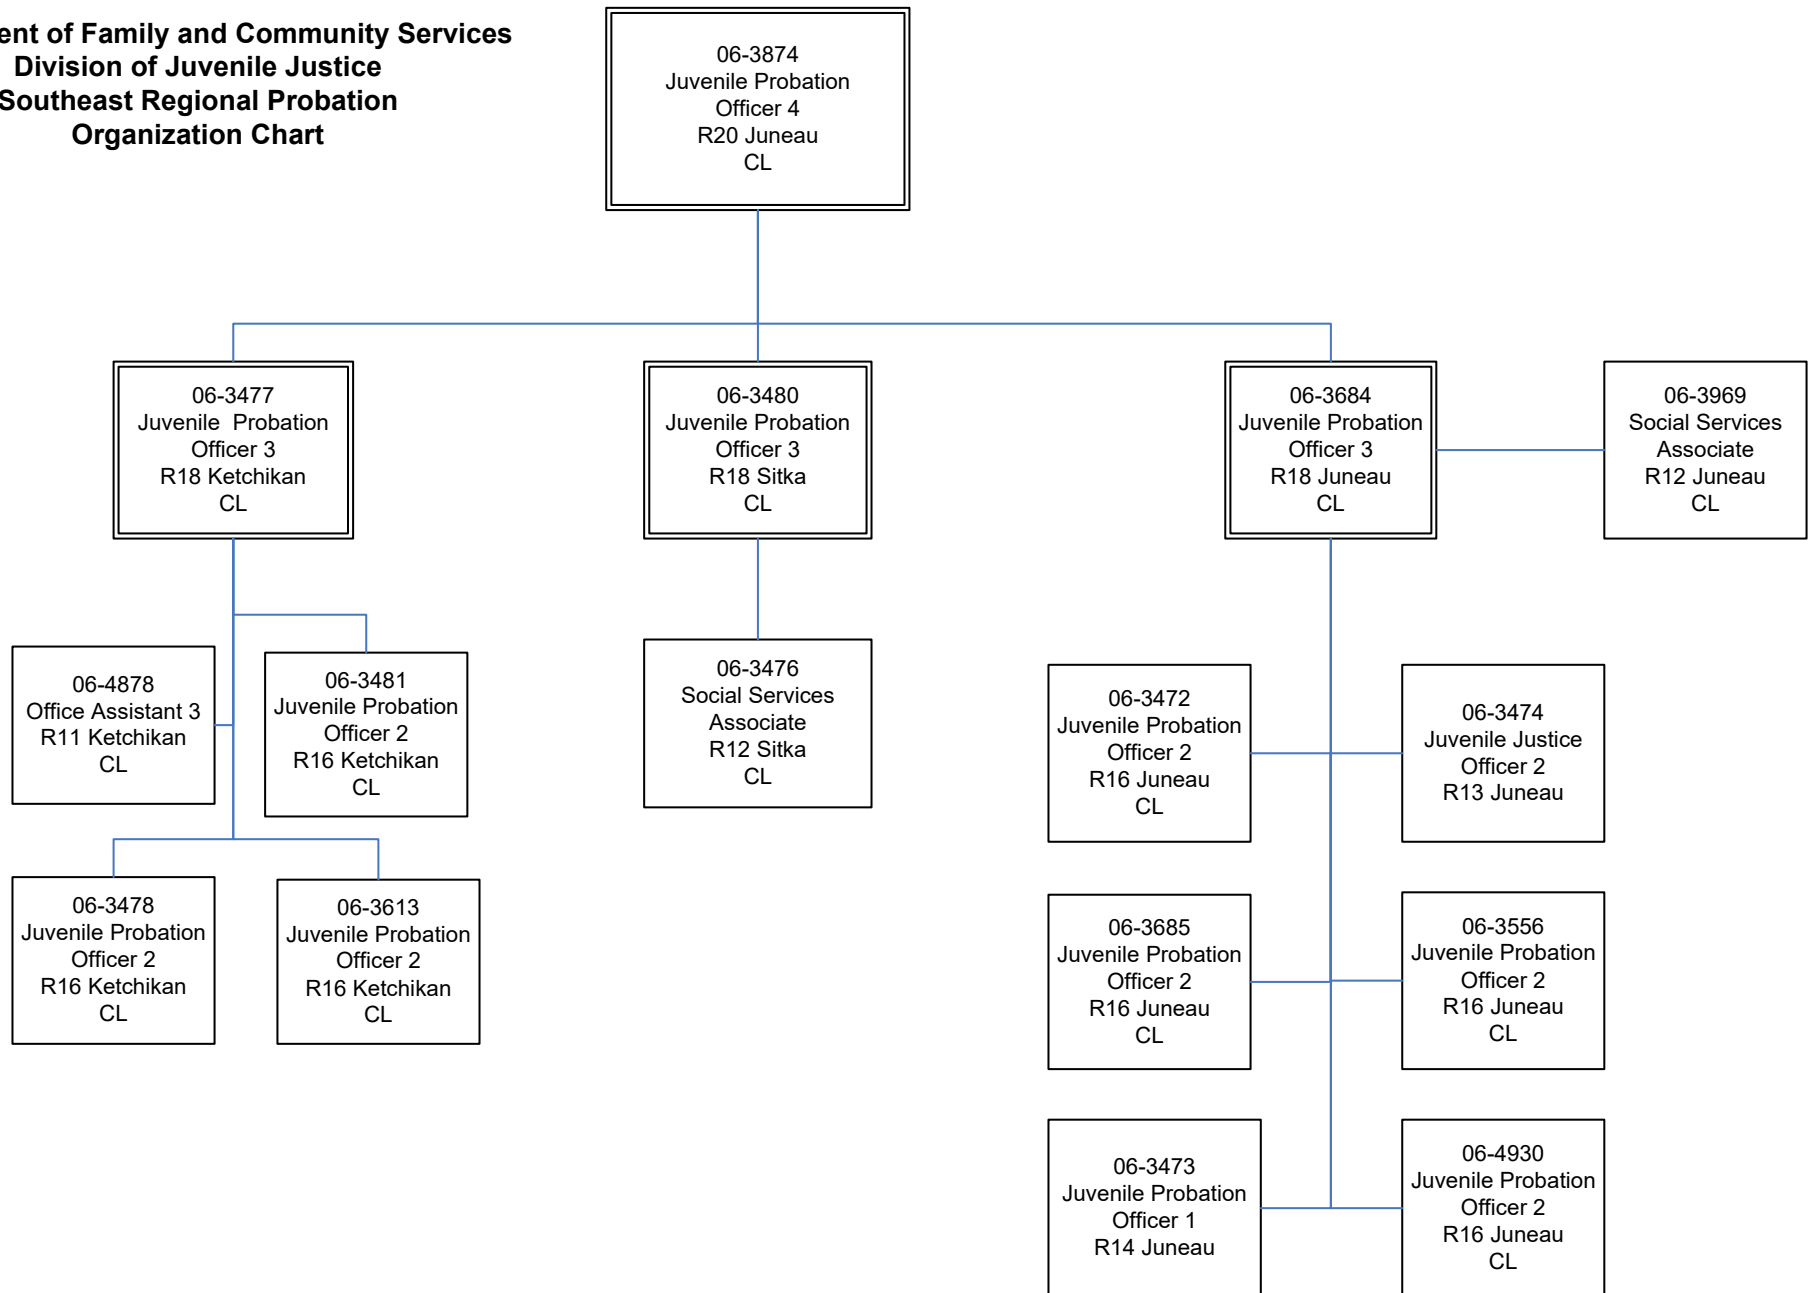 ent of Family and Community Services
Division of Juvenile Justice
Southeast Regional Probation
Organization Chart
06-3874
Juvenile Probation
Officer 4
R20 Juneau
CL
06-3477
Juvenile Probation
Officer 3
R18 Ketchikan
CL
06-3480
Juvenile Probation
Officer 3
R18 Sitka
CL
06-3684
Juvenile Probation
Officer 3
R18 Juneau
CL
06-3969
Social Services
Associate
R12 Juneau
CL
06-4878
Office Assistant 3
R11 Ketchikan
CL
06-3481
Juvenile Probation
Officer 2
R16 Ketchikan
CL
06-3476
Social Services
Associate
R12 Sitka
CL
06-3472
Juvenile Probation
Officer 2
R16 Juneau
CL
06-3474
Juvenile Justice
Officer 2
R13 Juneau
06-3478
Juvenile Probation
Officer 2
R16 Ketchikan
CL
06-3613
Juvenile Probation
Officer 2
R16 Ketchikan
CL
06-3685
Juvenile Probation
Officer 2
R16 Juneau
CL
06-3556
Juvenile Probation
Officer 2
R16 Juneau
CL
06-3473
Juvenile Probation
Officer 1
R14 Juneau
06-4930
Juvenile Probation
Officer 2
R16 Juneau
CL